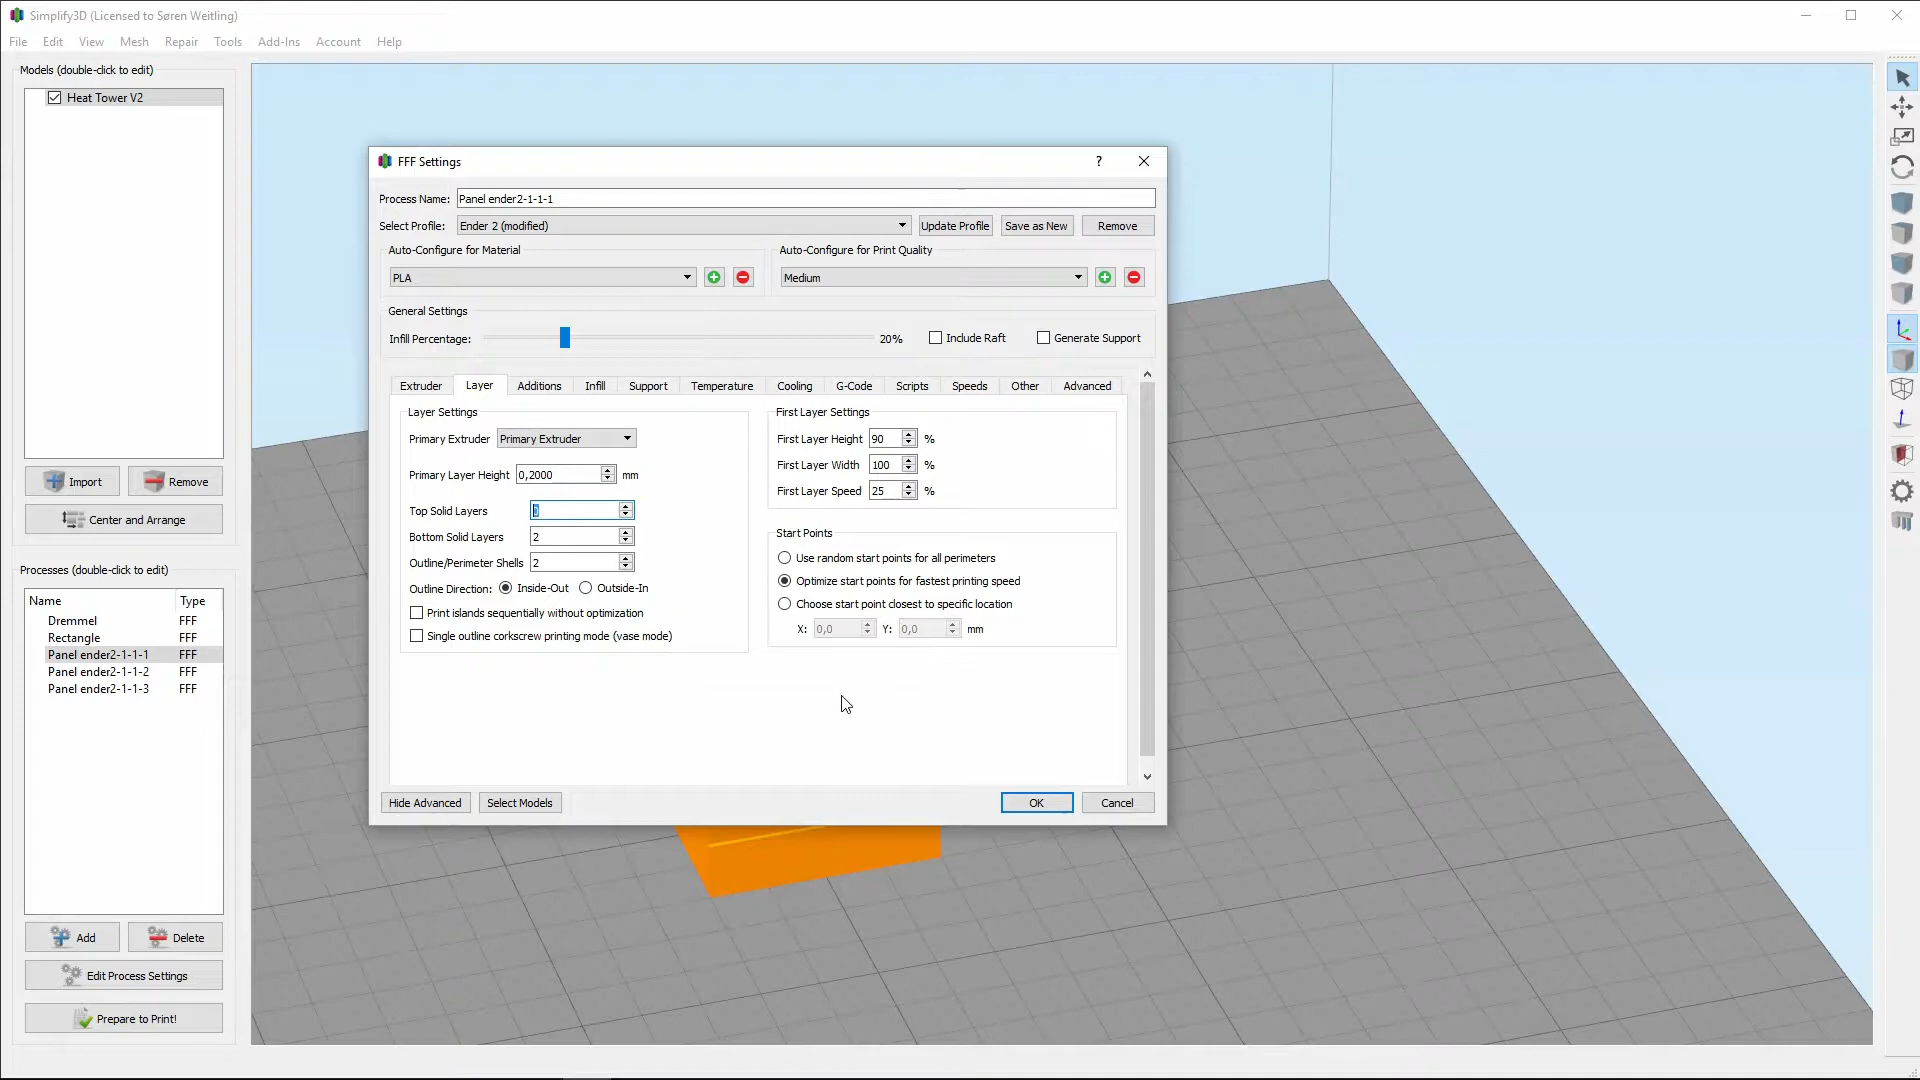 Simplify3D (Licensed to Søren Weitling)
File Edit View Mesh Repair Tools Add-Ins Account Help
Models (double-click to edit)
Heat Tower V2
Import Remove
Center and Arrange
Processes (double-click to edit)
Name Type
Dremmel FFF
Rectangle FFF
Panel ender2-1-1-1 FFF
Panel ender2-1-1-2 FFF
Panel ender2-1-1-3 FFF
Add Delete
Edit Process Settings
Prepare to Print!
FFF Settings ?
Process Name: Panel ender2-1-1-1
Select Profile: Ender 2 (modified) Update Profile Save as New Remove
Auto-Configure for Material
PLA
Auto-Configure for Print Quality
Medium
General Settings
Infill Percentage: 20% Include Raft Generate Support
Extruder Layer Additions Infill Support Temperature Cooling G-Code Scripts Speeds Other Advanced
Layer Settings
Primary Extruder Primary Extruder
Primary Layer Height 0,2000 mm
Top Solid Layers
Bottom Solid Layers 2
Outline/Perimeter Shells 2
Outline Direction: Inside-Out Outside-In
Print islands sequentially without optimization
Single outline corkscrew printing mode (vase mode)
First Layer Settings
First Layer Height 90 %
First Layer Width 100 %
First Layer Speed 25 %
Start Points
Use random start points for all perimeters
Optimize start points for fastest printing speed
Choose start point closest to specific location
X: 0,0 Y: 0,0 mm
Hide Advanced Select Models OK Cancel